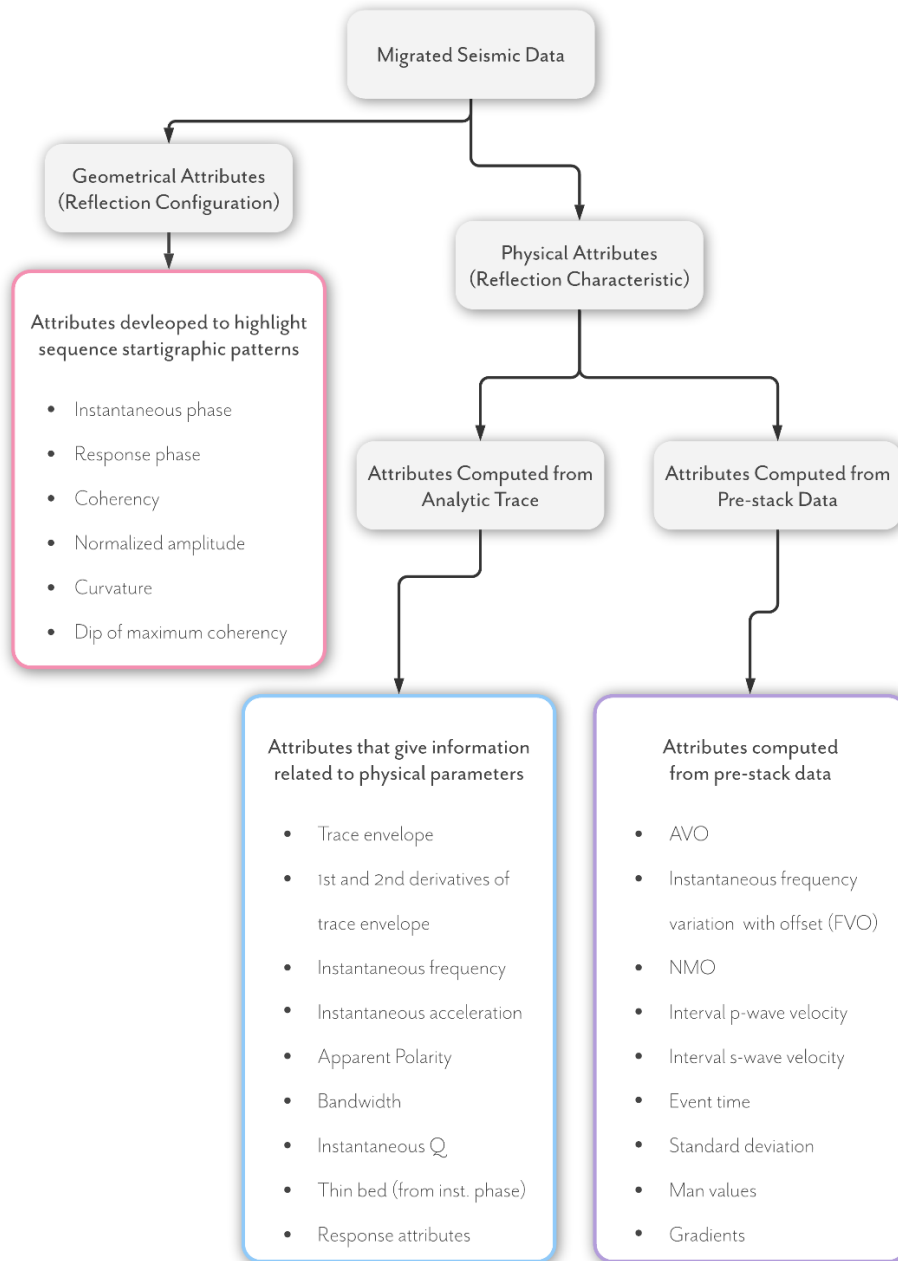 Migrated Seismic Data
Geometrical Attributes
(Reflection Configuration)
Physical Attributes
(Reflection Characteristic)
Attributes devleoped to highlight
sequence startigraphic patterns
• Instantaneous phase
• Response phase
• Coherency
• Normalized amplitude
• Curvature
• Dip of maximum coherency
Attributes Computed from
Analytic Trace
Attributes Computed from
Pre-stack Data
Attributes that give information
related to physical parameters
• Trace envelope
• 1st and 2nd derivatives of
trace envelope
• Instantaneous frequency
• Instantaneous acceleration
• Apparent Polarity
• Bandwidth
• Instantaneous Q
• Thin bed (from inst. phase)
• Response attributes
Attributes computed
from pre-stack data
• AVO
• Instantaneous frequency
variation with offset (FVO)
• NMO
• Interval p-wave velocity
• Interval s-wave velocity
• Event time
• Standard deviation
• Man values
• Gradients